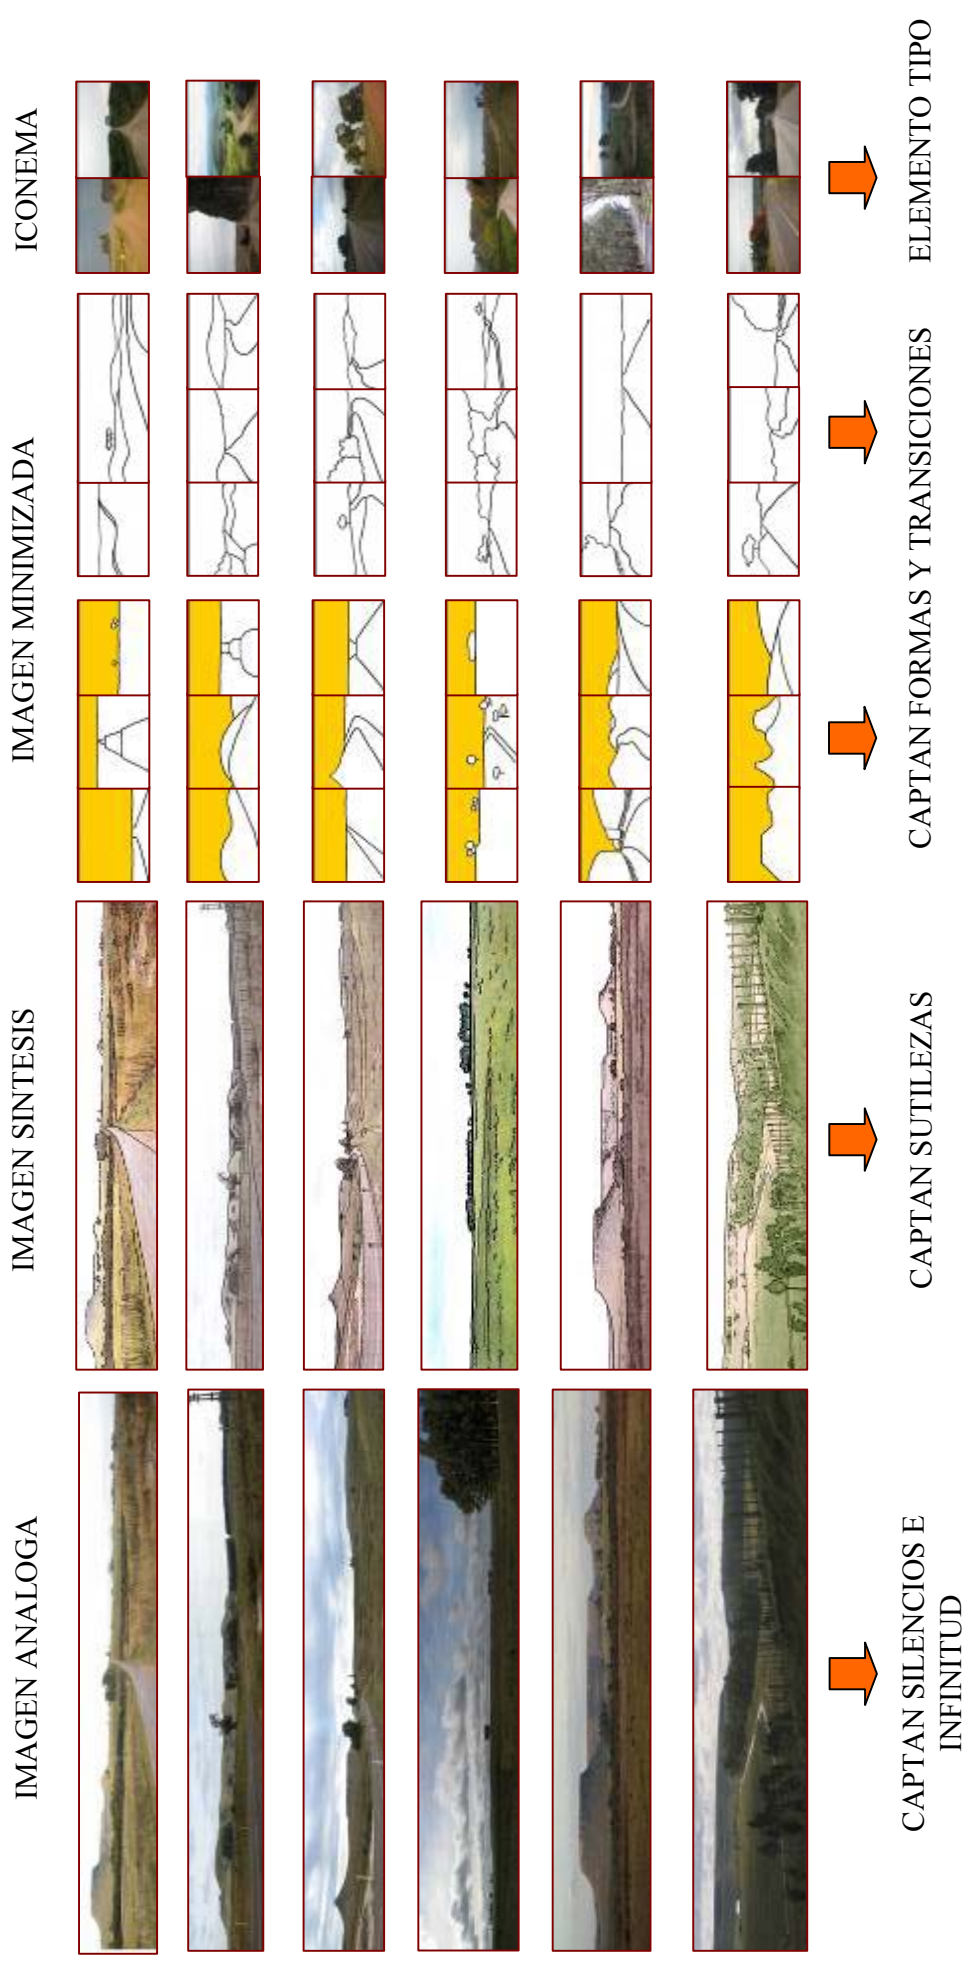 IMAGEN ANALOGA
IMAGEN SINTESIS
IMAGEN MINIMIZADA
ICONEMA
CAPTAN SILENCIOS E
INFINITUD
CAPTAN SUTILEZAS
CAPTAN FORMAS Y TRANSICIONES
ELEMENTO TIPO